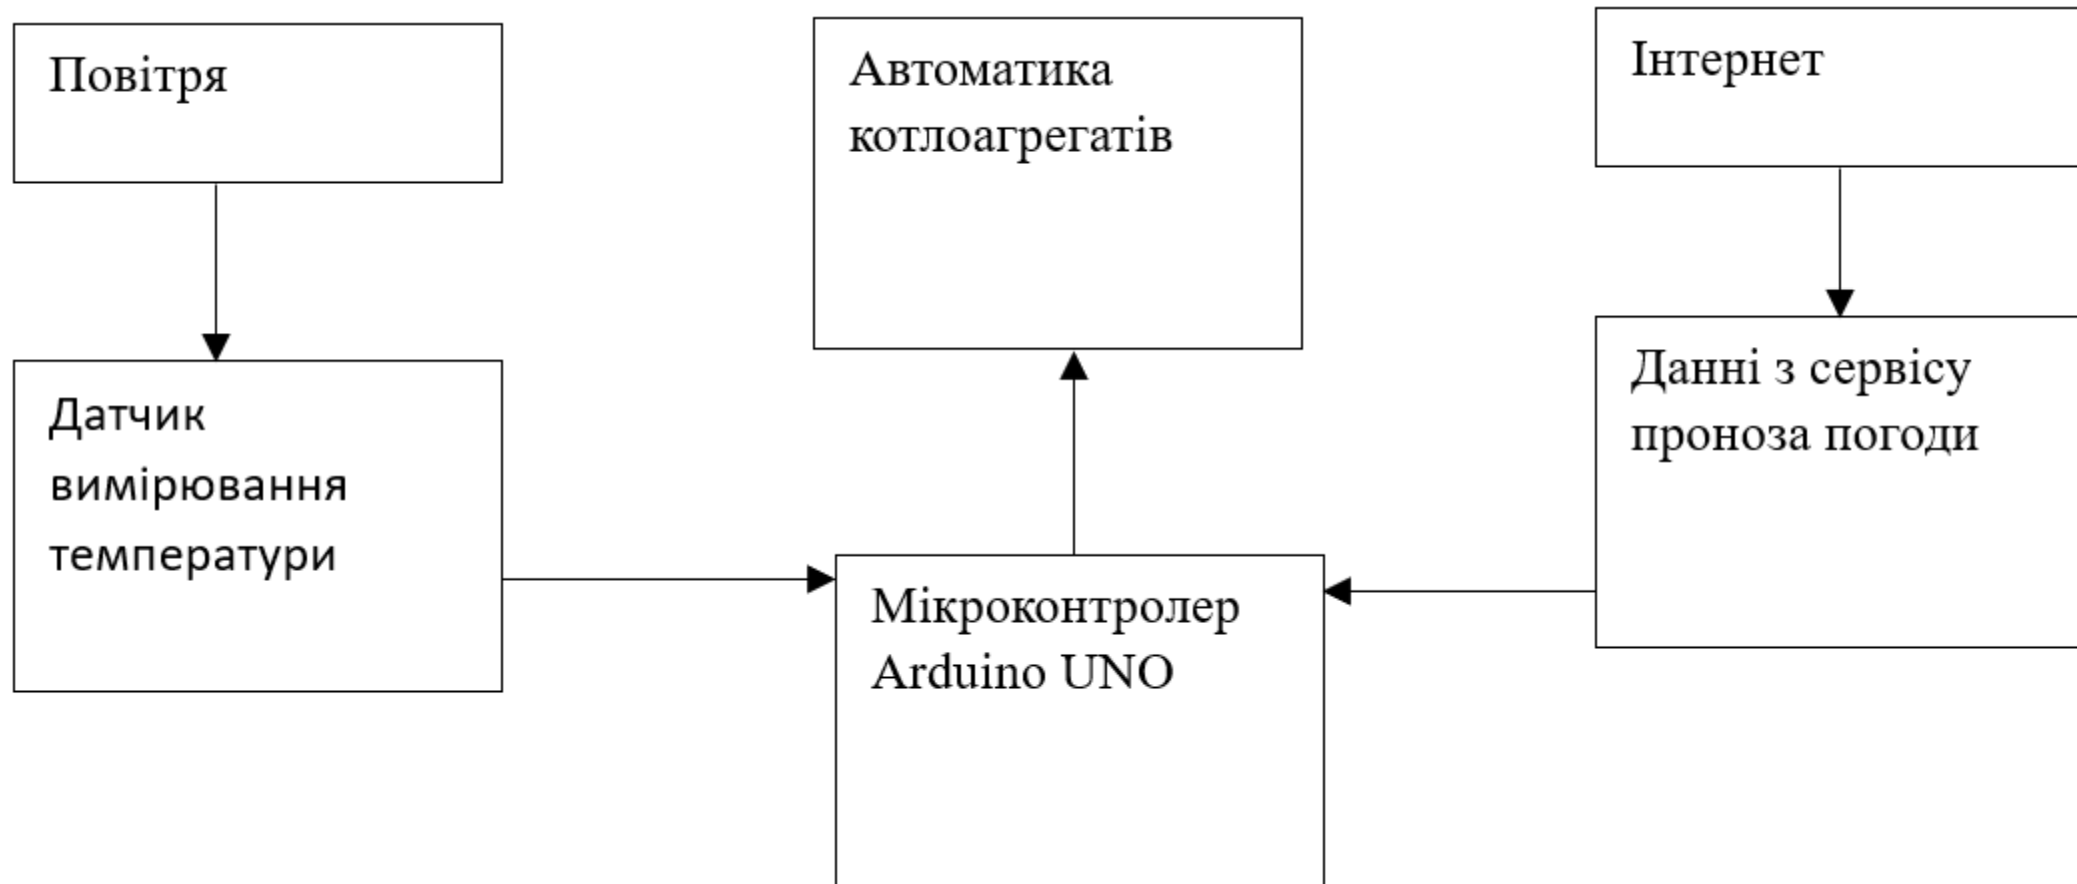 Повітря
Автоматика
котлоагрегатів
Інтернет
Датчик
вимірювання
температури
Данні з сервісу
проноза погоди
Мікроконтролер
Arduino UNO